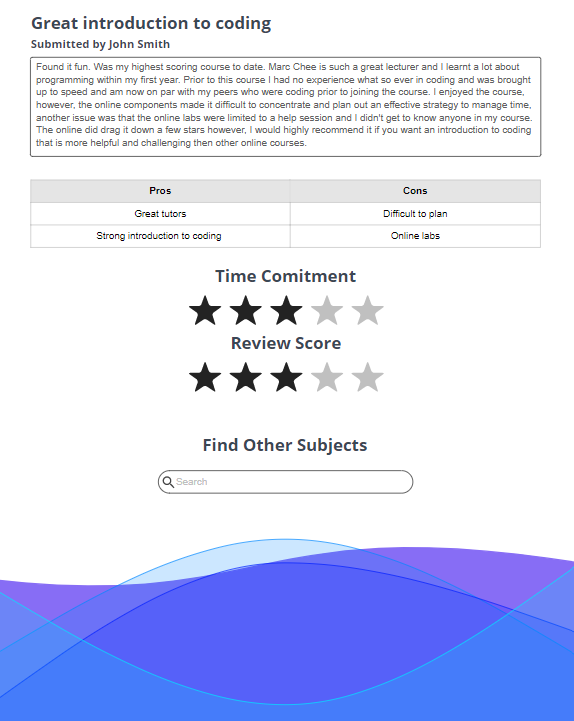 Great introduction to coding
Submitted by John Smith
Found it fun. Was my highest scoring course to date. Marc Chee is such a great lecturer and I learnt a lot about
programming within my first year. Prior to this course I had no experience what so ever in coding and was brought
up to speed and am now on par with my peers who were coding prior to joining the course. I enjoyed the course,
however, the online components made it difficult to concentrate and plan out an effective strategy to manage time,
another issue was that the online labs were limited to a help session and I didn't get to know anyone in my course.
The online did drag it down a few stars however, I would highly recommend it if you want an introduction to coding
that is more helpful and challenging then other online courses.
Pros Cons
Great tutors Difficult to plan
Strong introduction to coding Online labs
Time Comitment
Review Score
Find Other Subjects
Search